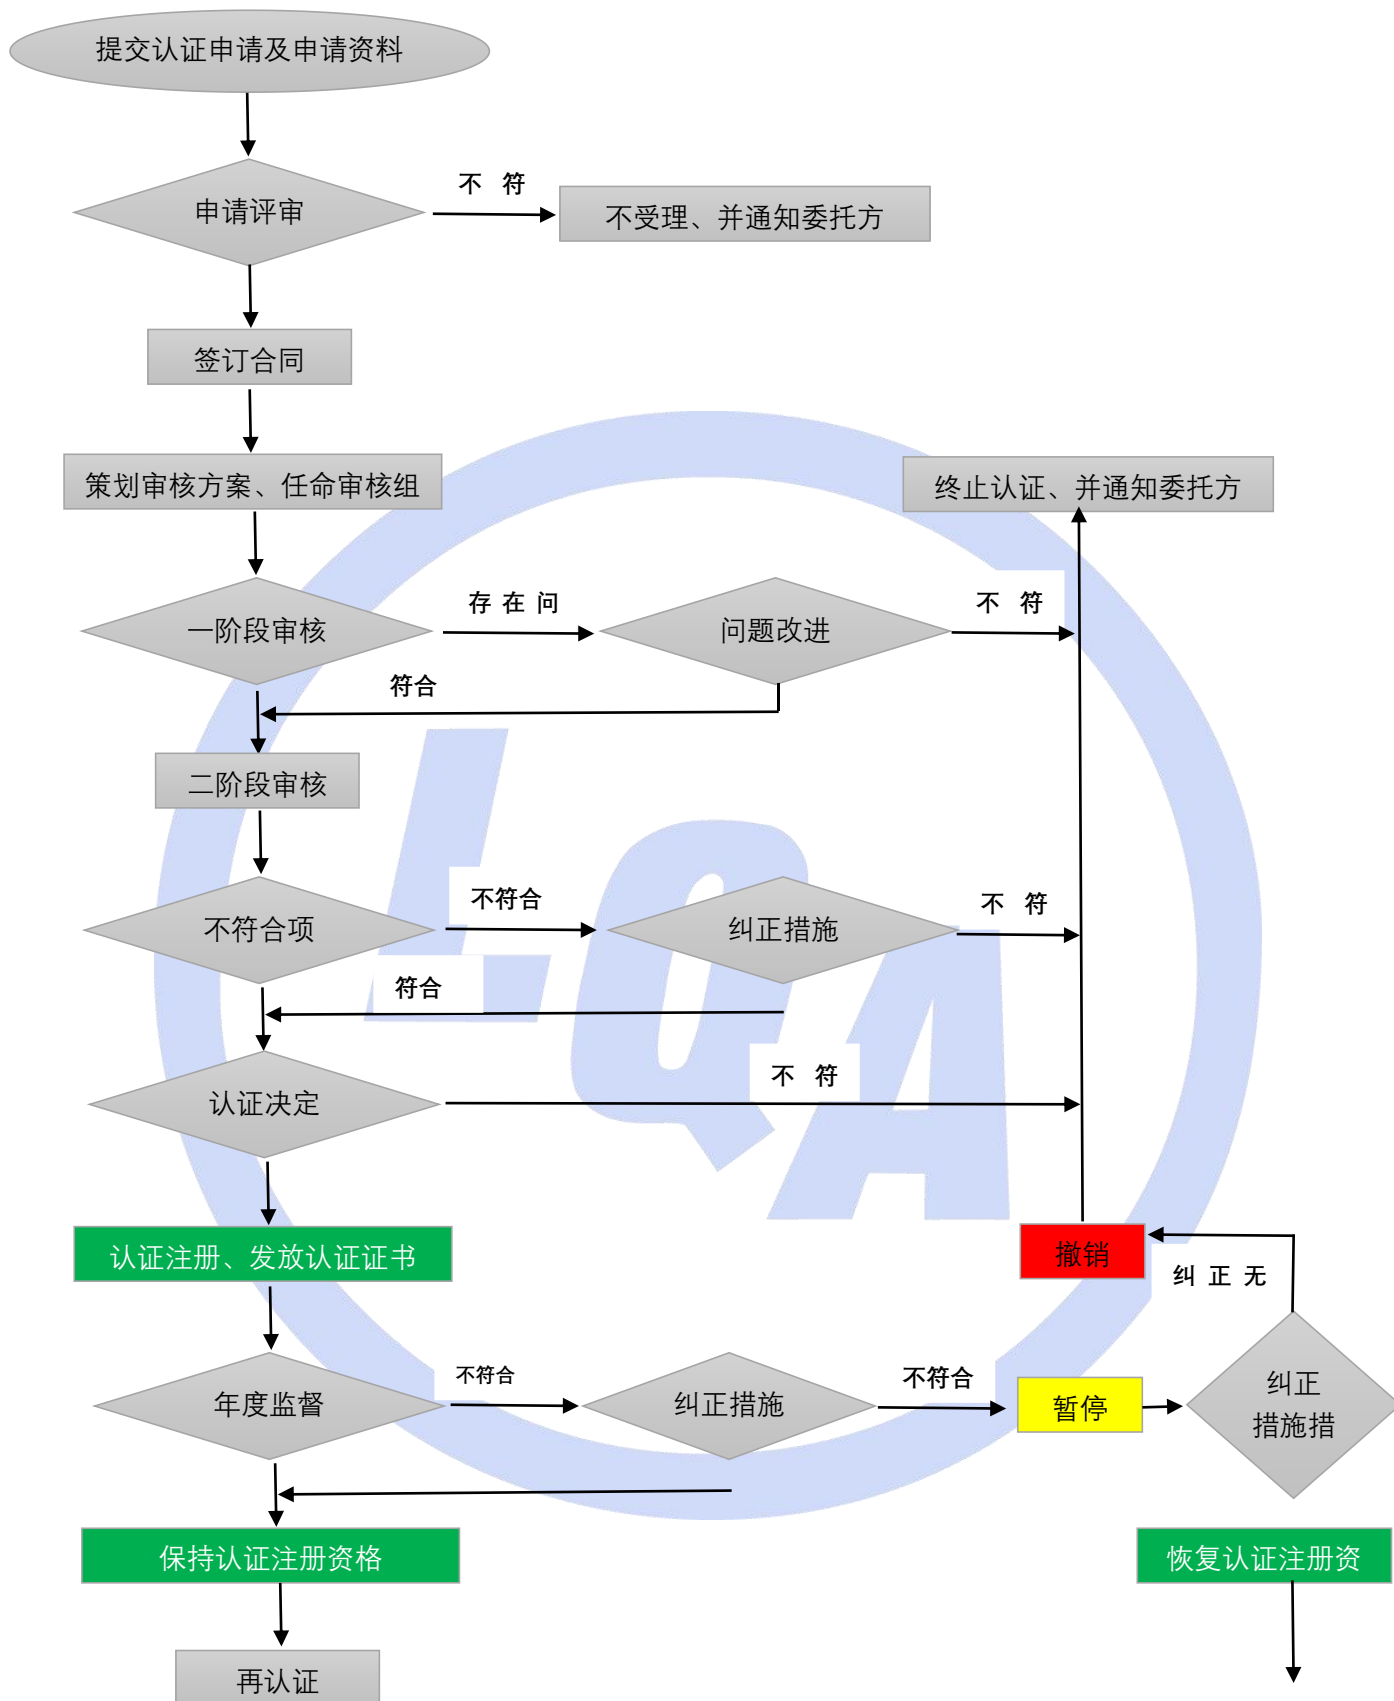 提交认证申请及申请资料
不 符
申请评审
不受理、并通知委托方
签订合同
策划审核方案、任命审核组
终止认证、并通知委托方
存 在 问
不 符
一阶段审核
问题改进
符合
二阶段审核
不符合
不 符
不符合项
纠正措施
符合
认证决定
不 符
认证注册、发放认证证书
撤销
纠 正 无
年度监督
不符合
纠正措施
不符合
暂停
纠正
措施措
保持认证注册资格
恢复认证注册资
再认证
LQA